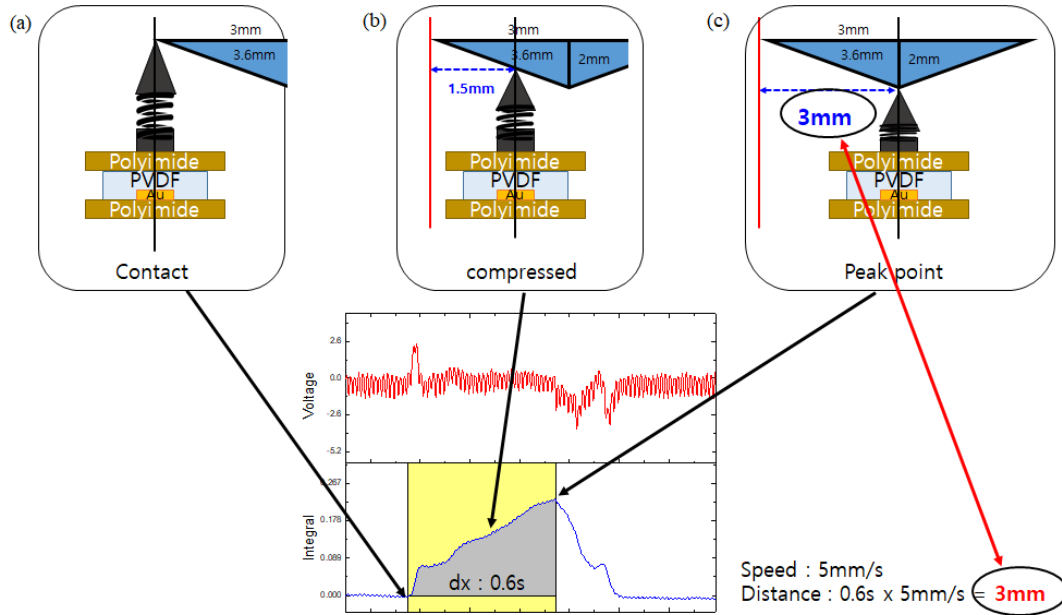 (a)
3mm
3.6mm
Polyimide
PVDF
Au
Polyimide
Contact
(b)
3mm
3.6mm
2mm
1.5mm
Polyimide
PVDF
Au
Polyimide
compressed
(c)
3mm
3.6mm
2mm
3mm
Polyimide
PVDF
Au
Polyimide
Peak point
Voltage
2.6
0.0
-2.6
-5.2
Integral
0.267
0.178
0.089
0.000
dx : 0.6s
Speed : 5mm/s
Distance : 0.6s x 5mm/s = 3mm